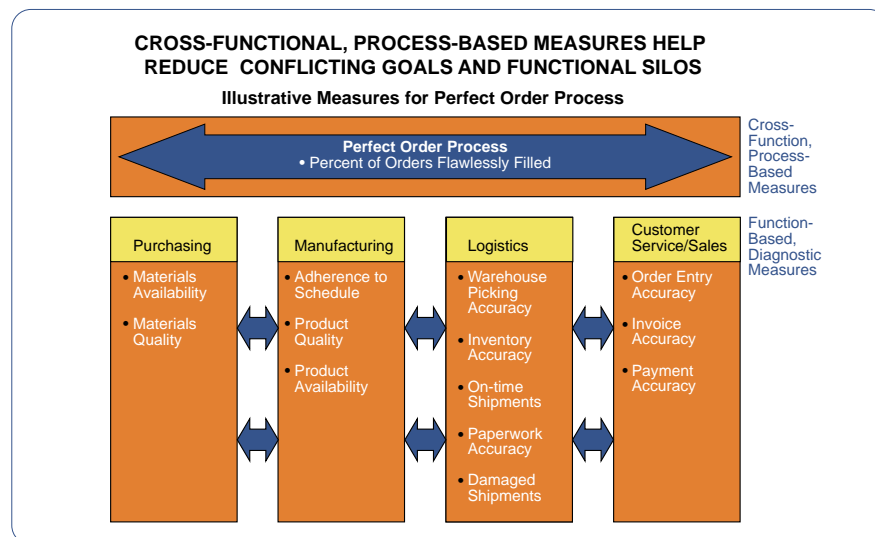 CROSS-FUNCTIONAL, PROCESS-BASED MEASURES HELP
REDUCE CONFLICTING GOALS AND FUNCTIONAL SILOS
Illustrative Measures for Perfect Order Process
Perfect Order Process
• Percent of Orders Flawlessly Filled
Cross-
Function,
Process-
Based
Measures
Purchasing
• Materials
Availability
• Materials
Quality
Manufacturing
• Adherence to
Schedule
• Product
Quality
• Product
Availability
Logistics
• Warehouse
Picking
Accuracy
• Inventory
Accuracy
• On-time
Shipments
• Paperwork
Accuracy
• Damaged
Shipments
Customer
Service/Sales
• Order Entry
Accuracy
• Invoice
Accuracy
• Payment
Accuracy
Function-
Based,
Diagnostic
Measures